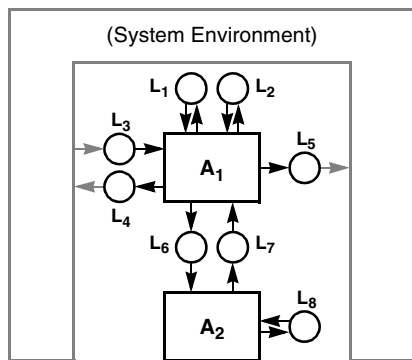 (System Environment)
L1 L2
L3
L5
A1
L4
L6 L7
L8
A2